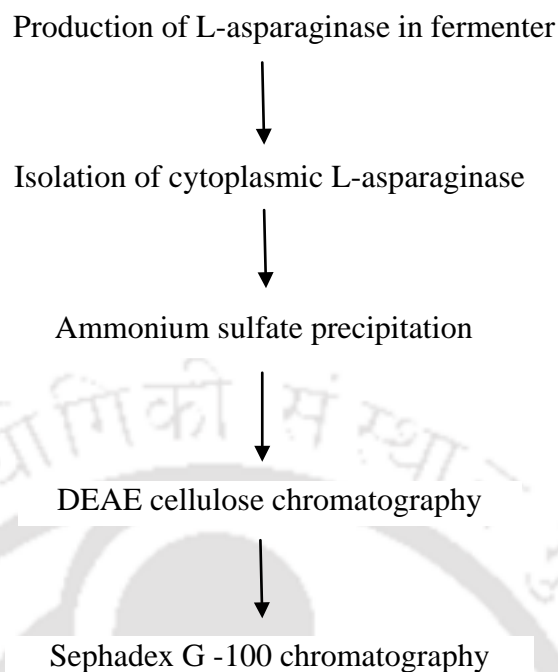 Production of L-asparaginase in fermenter
Isolation of cytoplasmic L-asparaginase
Ammonium sulfate precipitation
DEAE cellulose chromatography
Sephadex G -100 chromatography